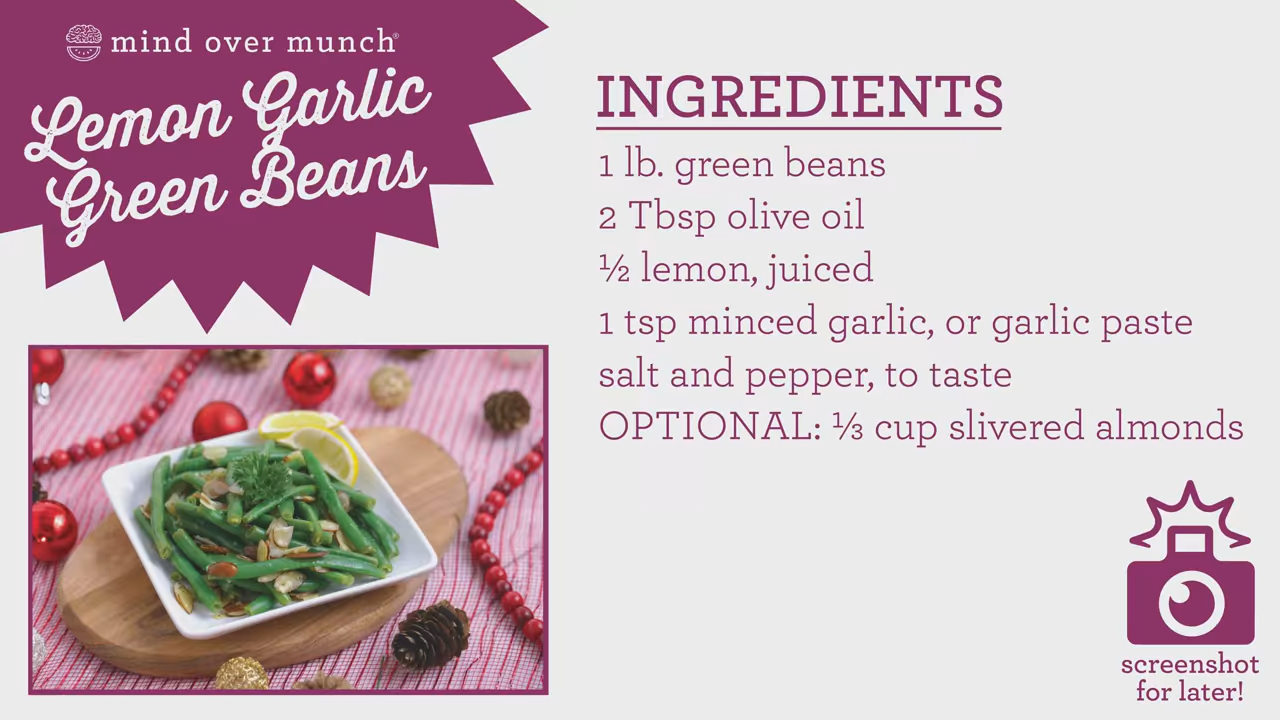 mind over munch®
Lemon Garlic
Green Beans
INGREDIENTS
1 lb. green beans
2 Tbsp olive oil
½ lemon, juiced
1 tsp minced garlic, or garlic paste
salt and pepper, to taste
OPTIONAL: ⅓ cup slivered almonds
screenshot
for later!